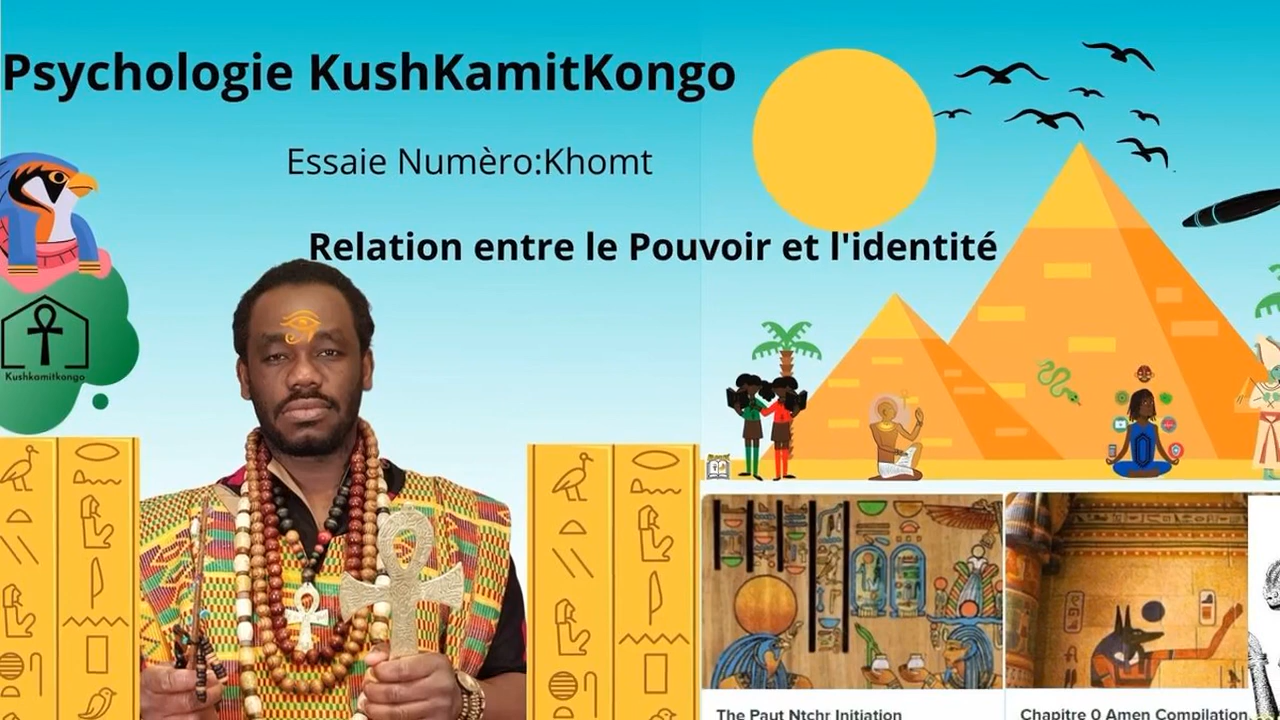 Psychologie KushKamitKongo
Essaie Numèro:Khomt
Relation entre le Pouvoir et l'identité
Kushkamitkongo
The Paut Ntchr Initiation
Chapitre 0 Amen Compilation.